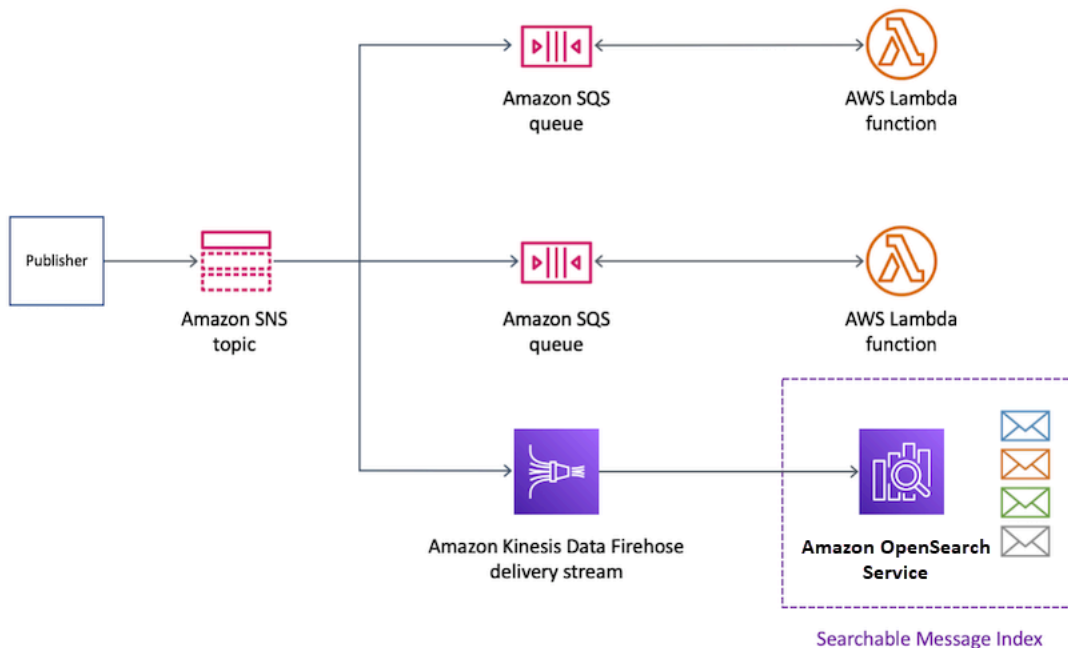 Amazon SQS
queue
AWS Lambda
function
Publisher
Amazon SNS
topic
Amazon SQS
queue
AWS Lambda
function
Amazon Kinesis Data Firehose
delivery stream
Amazon OpenSearch
Service
Searchable Message Index